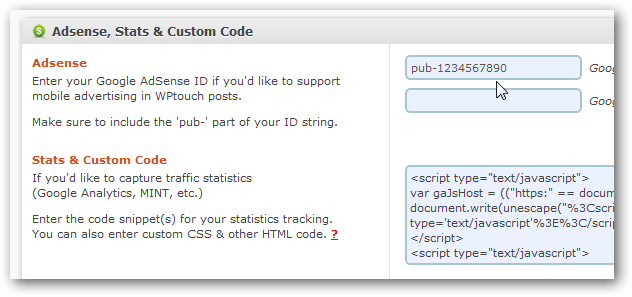 Adsense, Stats & Custom Code
Adsense
Enter your Google AdSense ID if you'd like to support
mobile advertising in WPtouch posts.
Make sure to include the 'pub-' part of your ID string.
pub-1234567890
Stats & Custom Code
If you'd like to capture traffic statistics
(Google Analytics, MINT, etc.)
Enter the code snippet(s) for your statistics tracking.
You can also enter custom CSS & other HTML code. ?
<script type="text/javascript">
var gaJsHost = (("https:" == docum
document.write(unescape("%3Cscri
type='text/javascript'%3E%3C/scrip
</script>
<script type="text/javascript">